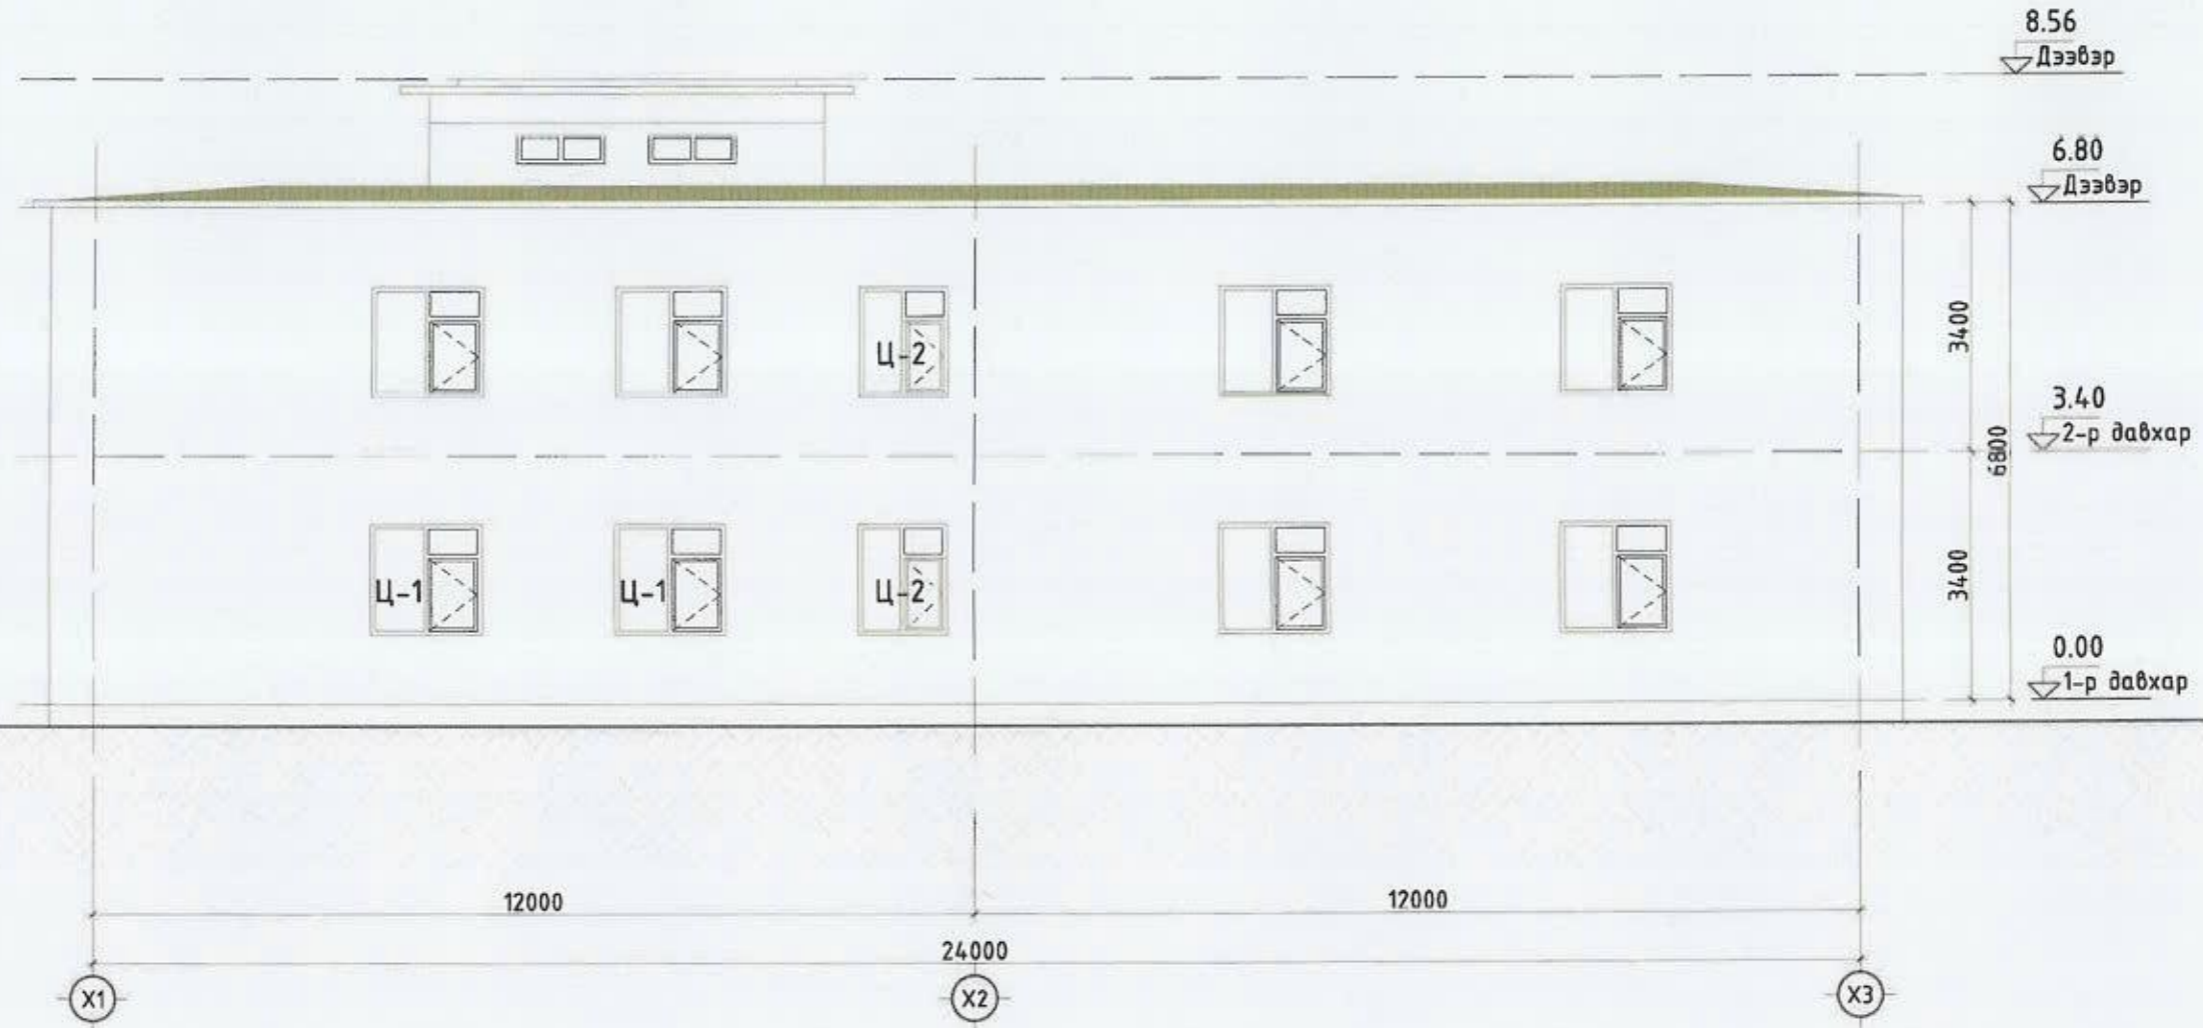 8.56
Дээвэр
6.80
Дээвэр
Ц-2
3400
3.40
2-р давхар
6800
Ц-1
Ц-1
Ц-2
3400
0.00
1-р давхар
12000
12000
24000
X1
X2
X3